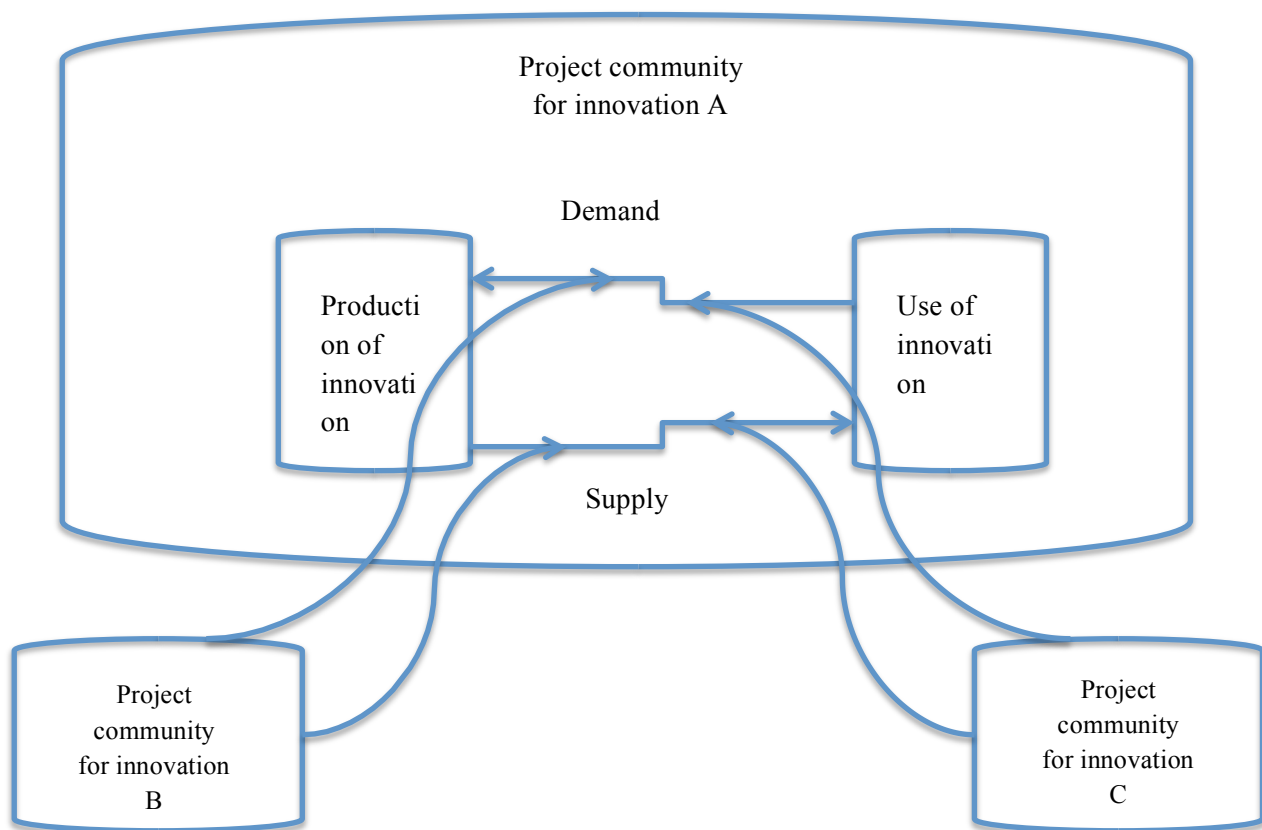 Project community
for innovation A
Demand
Producti
on of
innovati
on
Use of
innovati
on
Supply
Project
community
for innovation
B
Project
community
for innovation
C